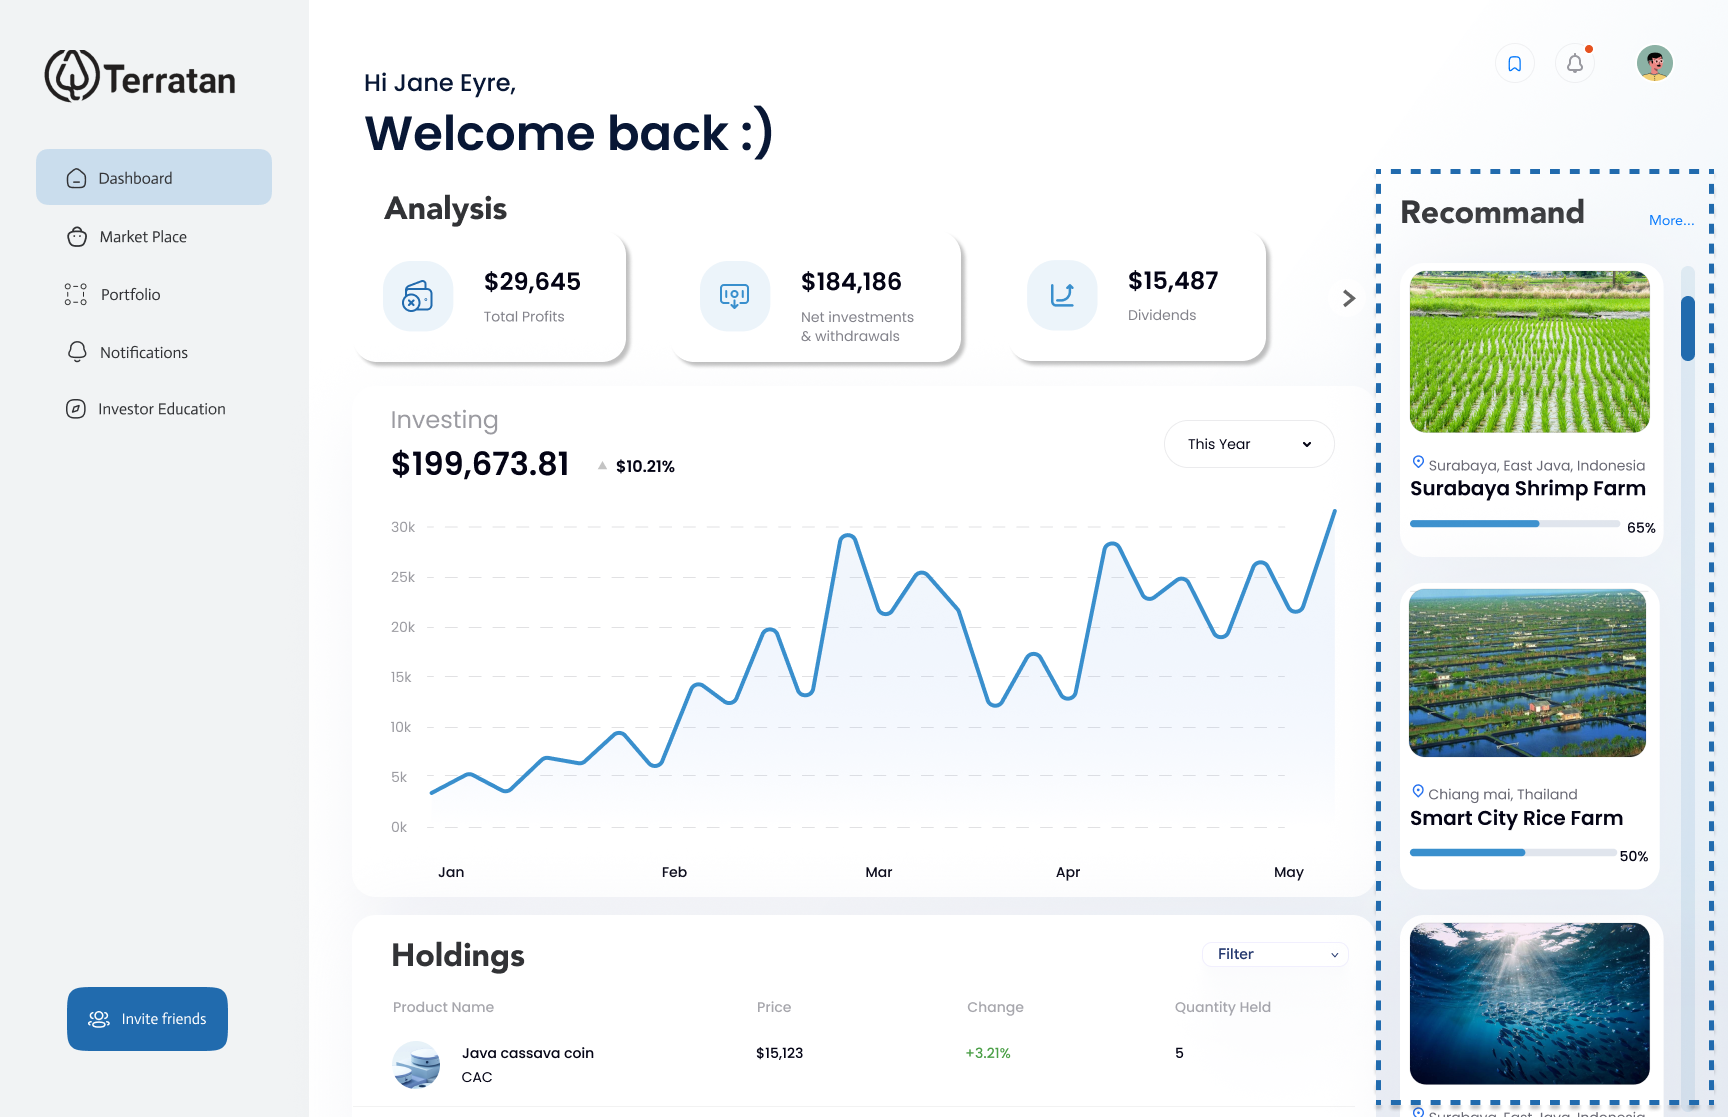 Terratan
Dashboard
Market Place
Portfolio
Notifications
Investor Education
Invite friends
Hi Jane Eyre,
Welcome back :)
Analysis
$29,645
Total Profits
$184,186
Net investments
& withdrawals
$15,487
Dividends
>
Investing
$199,673.81
$10.21%
This Year
30k
25k
20k
15k
10k
5k
0k
Jan Feb Mar Apr May
Holdings
Filter
Product Name Price Change Quantity Held
Java cassava coin $15,123 +3.21% 5
CAC
Recommand
More...
Surabaya, East Java, Indonesia
Surabaya Shrimp Farm
65%
Chiang mai, Thailand
Smart City Rice Farm
50%
Surabaya, East Java, Indonesia